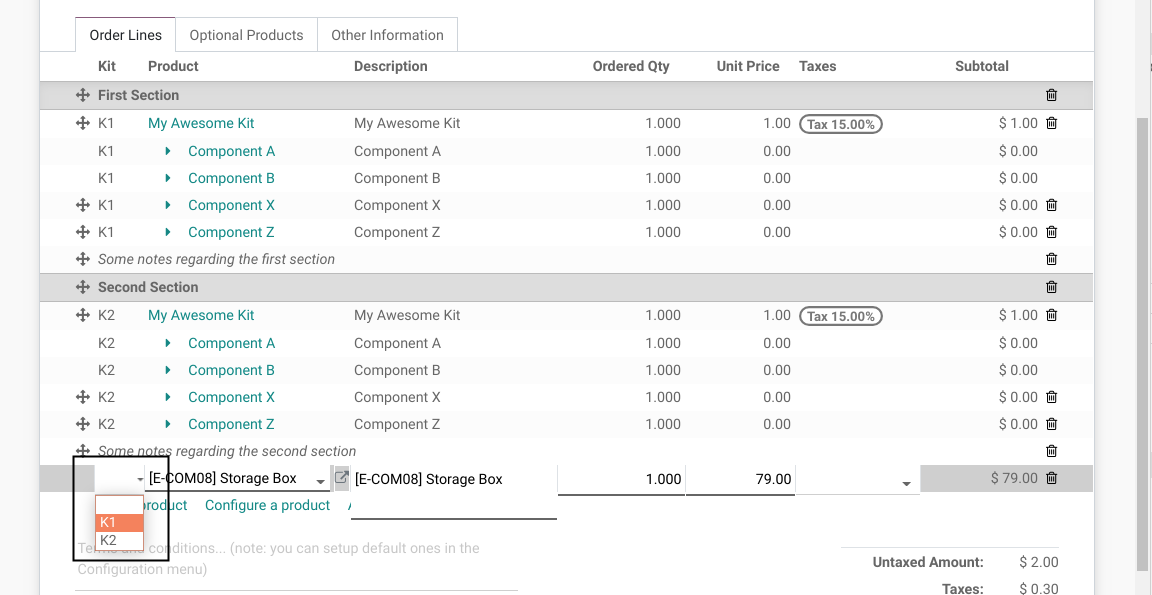 Order Lines Optional Products Other Information
Kit Product Description Ordered Qty Unit Price Taxes Subtotal
First Section
K1 My Awesome Kit My Awesome Kit 1.000 1.00 Tax 15.00% $ 1.00
K1 Component A Component A 1.000 0.00 $ 0.00
K1 Component B Component B 1.000 0.00 $ 0.00
K1 Component X Component X 1.000 0.00 $ 0.00
K1 Component Z Component Z 1.000 0.00 $ 0.00
Some notes regarding the first section
Second Section
K2 My Awesome Kit My Awesome Kit 1.000 1.00 Tax 15.00% $ 1.00
K2 Component A Component A 1.000 0.00 $ 0.00
K2 Component B Component B 1.000 0.00 $ 0.00
K2 Component X Component X 1.000 0.00 $ 0.00
K2 Component Z Component Z 1.000 0.00 $ 0.00
Some notes regarding the second section
[E-COM08] Storage Box [E-COM08] Storage Box 1.000 79.00 $ 79.00
product Configure a product
K1
K2
conditions... (note: you can setup default ones in the
Configuration menu)
Untaxed Amount: $ 2.00
Taxes: $ 0.30